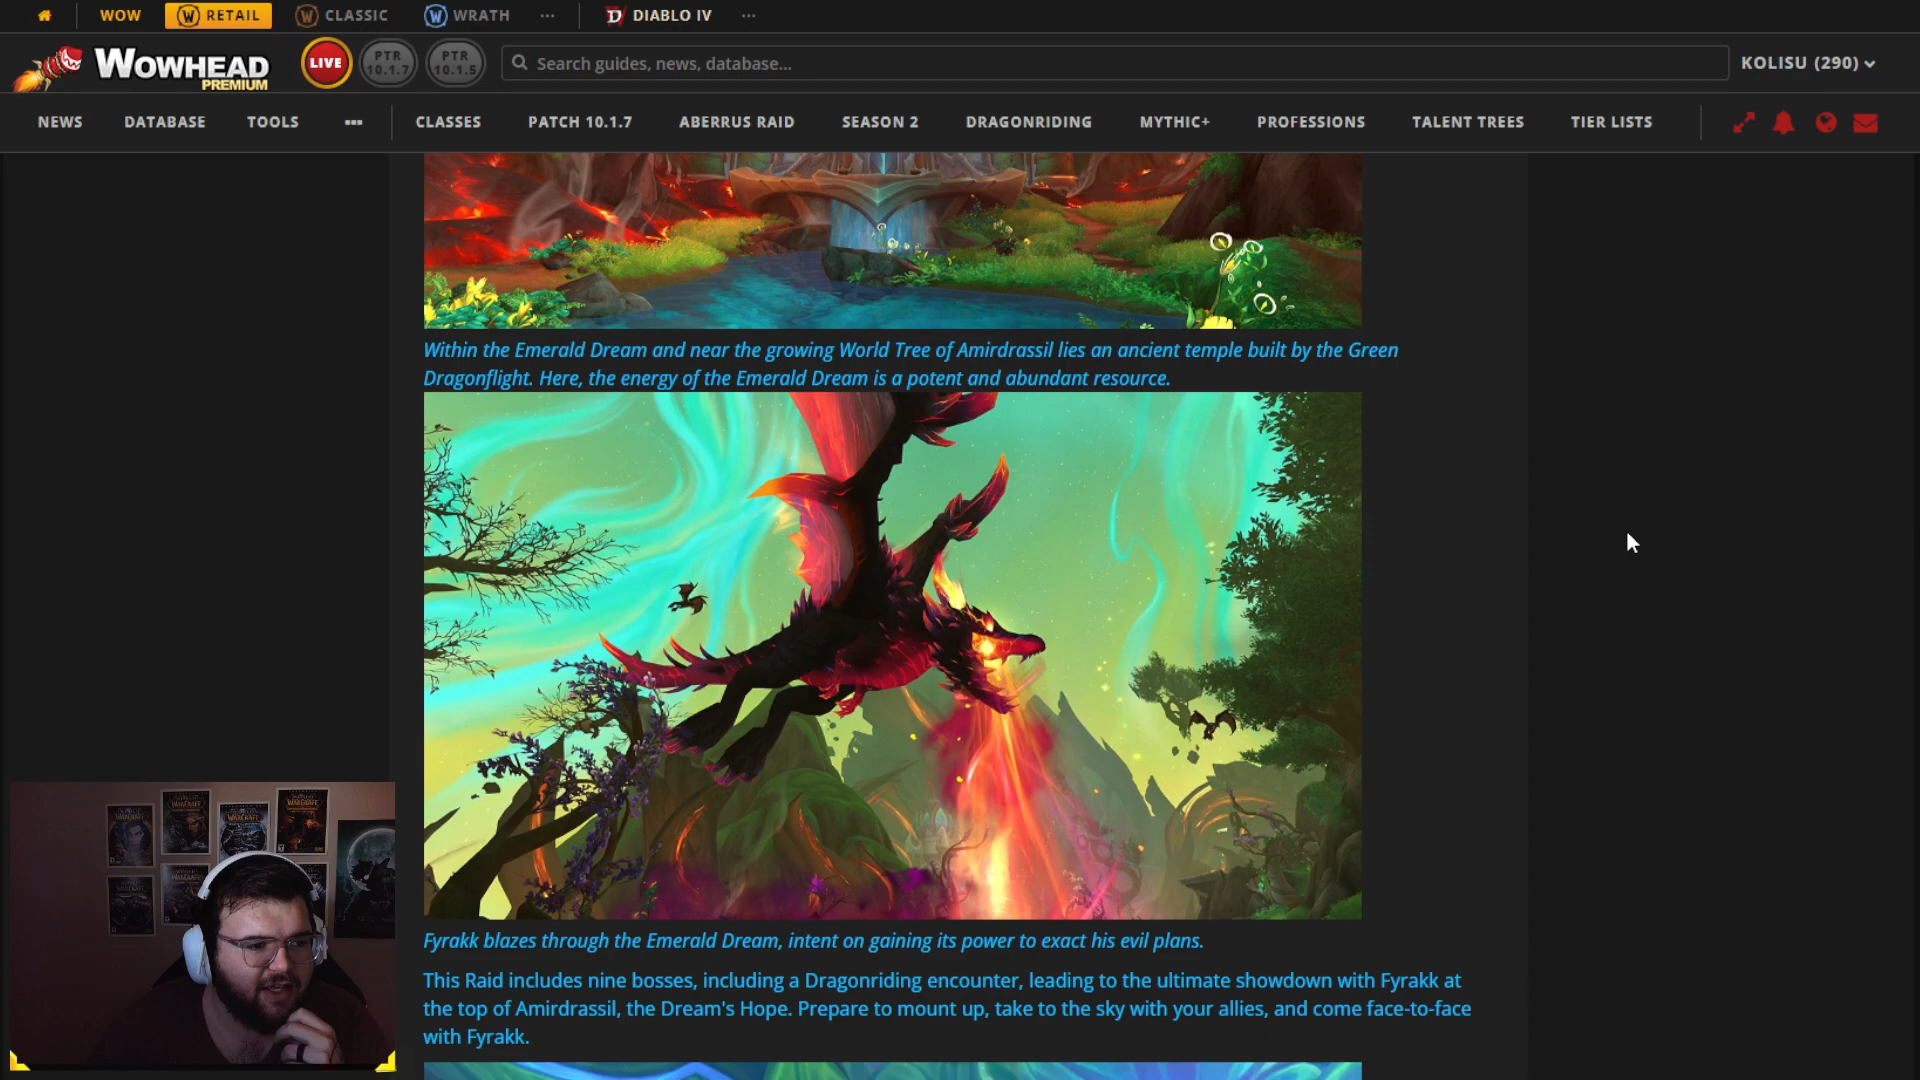 WOW
RETAIL
CLASSIC
WRATH
DIABLO IV
WOWHEAD
PREMIUM
LIVE
PTR
10.1.7
PTR
10.1.5
Search guides, news, database...
KOLISU (290)
NEWS
DATABASE
TOOLS
CLASSES
PATCH 10.1.7
ABERRUS RAID
SEASON 2
DRAGONRIDING
MYTHIC+
PROFESSIONS
TALENT TREES
TIER LISTS
Within the Emerald Dream and near the growing World Tree of Amirdrassil lies an ancient temple built by the Green
Dragonflight. Here, the energy of the Emerald Dream is a potent and abundant resource.
Fyrakk blazes through the Emerald Dream, intent on gaining its power to exact his evil plans.
This Raid includes nine bosses, including a Dragonriding encounter, leading to the ultimate showdown with Fyrakk at
the top of Amirdrassil, the Dream's Hope. Prepare to mount up, take to the sky with your allies, and come face-to-face
with Fyrakk.